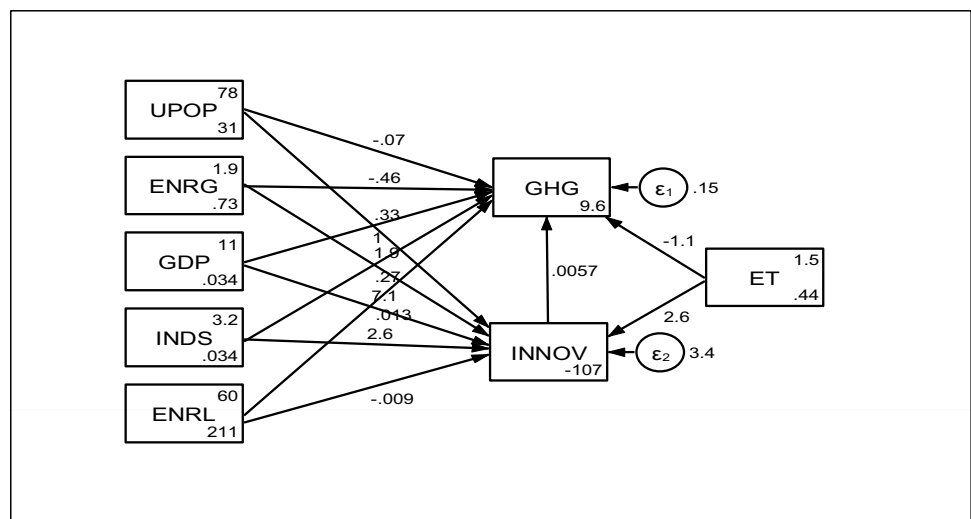 78
UPOP
31
1.9
ENRG
.73
11
GDP
.034
3.2
INDS
.034
60
ENRL
211
-.07
-.46
.33
1
1.9
.27
7.1
.013
2.6
-.009
GHG
9.6
ε1
.15
.0057
-1.1
2.6
INNOV
-107
ε2
3.4
1.5
ET
.44